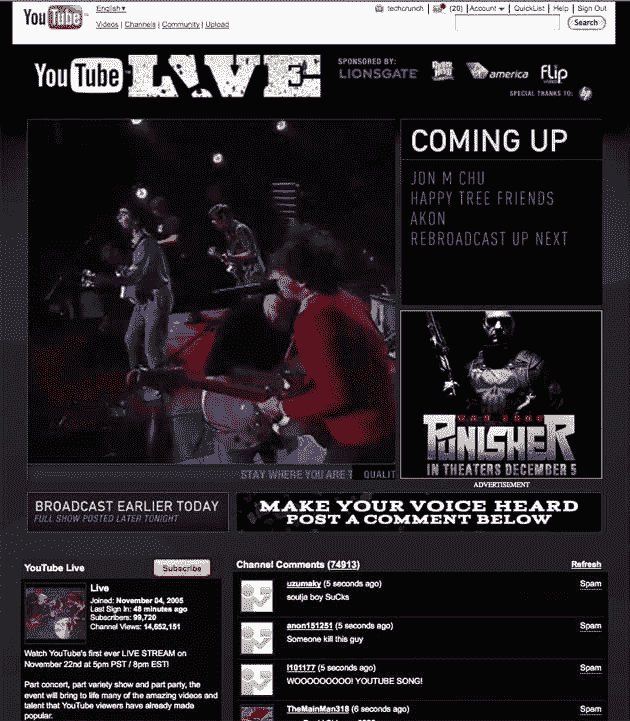 YouTube
English
Videos | Channels | Community | Upload
techcrunch | (20) | Account | QuickList | Help | Sign Out
Search
YouTube LIVE
SPONSORED BY:
LIONSGATE
america
flip
SPECIAL THANKS TO: hp
COMING UP
JON M CHU
HAPPY TREE FRIENDS
AKON
REBROADCAST UP NEXT
STAY WHERE YOU ARE
QUALIT
WAR ZONE
PUNISHER
IN THEATERS DECEMBER 5
ADVERTISEMENT
BROADCAST EARLIER TODAY
FULL SHOW POSTED LATER TONIGHT
MAKE YOUR VOICE HEARD
POST A COMMENT BELOW
YouTube Live
Subscribe
Live
Joined: November 04, 2005
Last Sign In: 48 minutes ago
Subscribers: 99,720
Channel Views: 14,652,151
Watch YouTube's first ever LIVE STREAM on
November 22nd at 5pm PST / 8pm EST!
Part concert, part variety show and part party, the
event will bring to life many of the amazing videos and
talent that YouTube viewers have already made
popular.
Channel Comments (74913)
Refresh
uzumaky (5 seconds ago)
Spam
soulja boy SuCks
anon151251 (5 seconds ago)
Spam
Someone kill this guy
l101177 (5 seconds ago)
Spam
WOOOOOOOOO! YOUTUBE SONG!
TheMainMan318 (6 seconds ago)
Spam